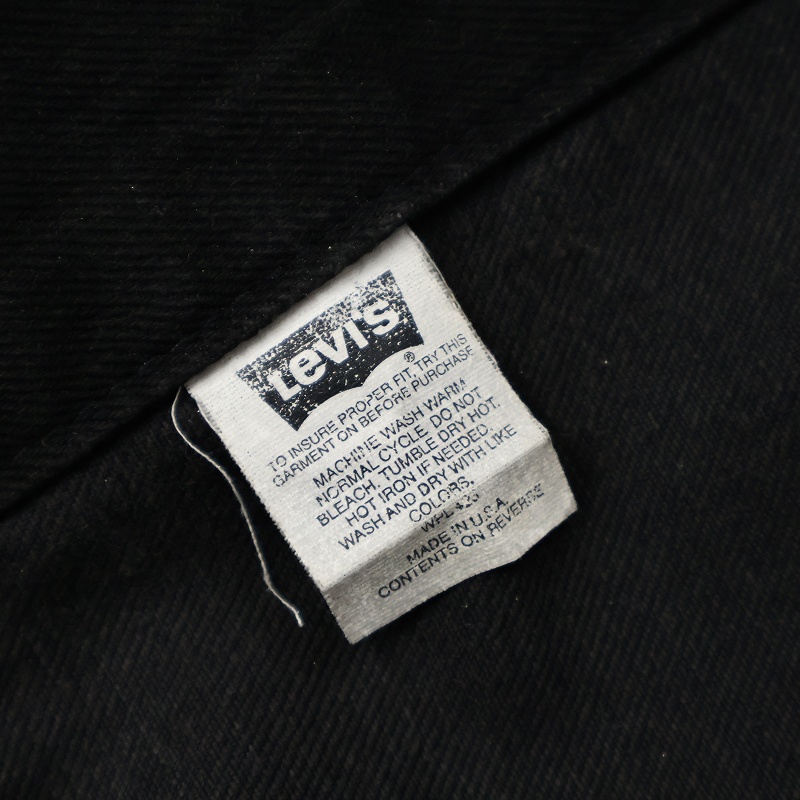 Levi's
®
TO INSURE PROPER FIT, TRY THIS
GARMENT ON BEFORE PURCHASE
MACHINE WASH WARM
NORMAL CYCLE. DO NOT
BLEACH. TUMBLE DRY HOT,
HOT IRON IF NEEDED.
WASH AND DRY WITH LIKE
COLORS.
WPL 423
MADE IN U.S.A.
CONTENTS ON REVERSE